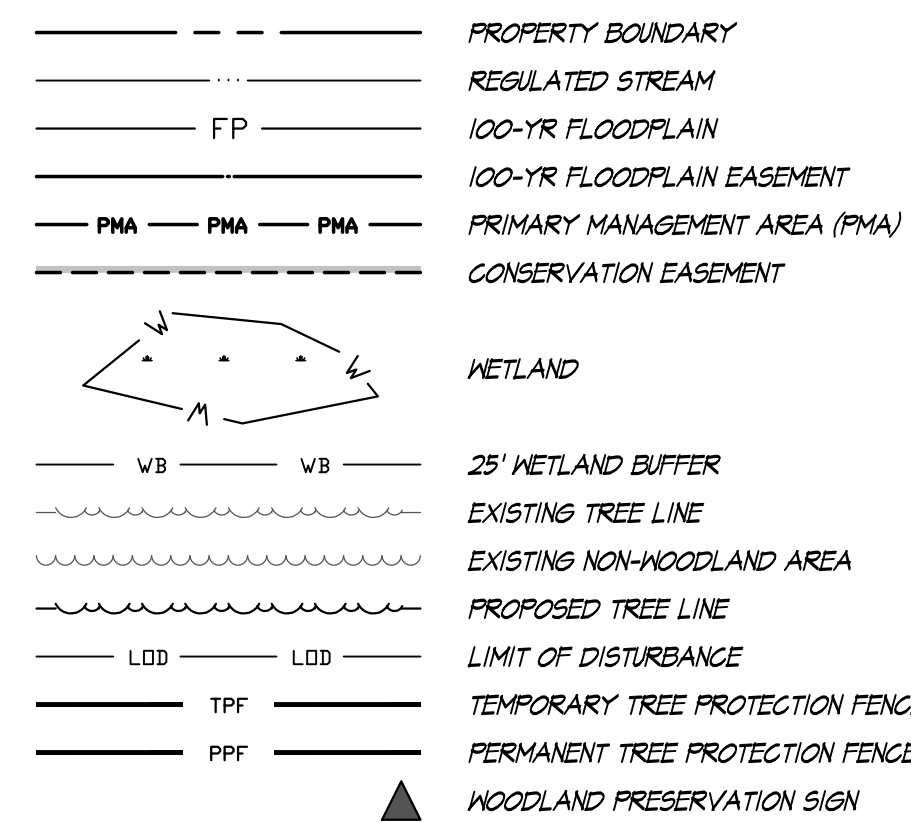 PROPERTY BOUNDARY
REGULATED STREAM
FP 100-YR FLOODPLAIN
100-YR FLOODPLAIN EASEMENT
PMA PMA PMA PRIMARY MANAGEMENT AREA (PMA)
CONSERVATION EASEMENT
W W W WETLAND
WB WB 25' WETLAND BUFFER
EXISTING TREE LINE
EXISTING NON-WOODLAND AREA
PROPOSED TREE LINE
LOD LOD LIMIT OF DISTURBANCE
TPF TEMPORARY TREE PROTECTION FENC
PPF PERMANENT TREE PROTECTION FENCE
WOODLAND PRESERVATION SIGN